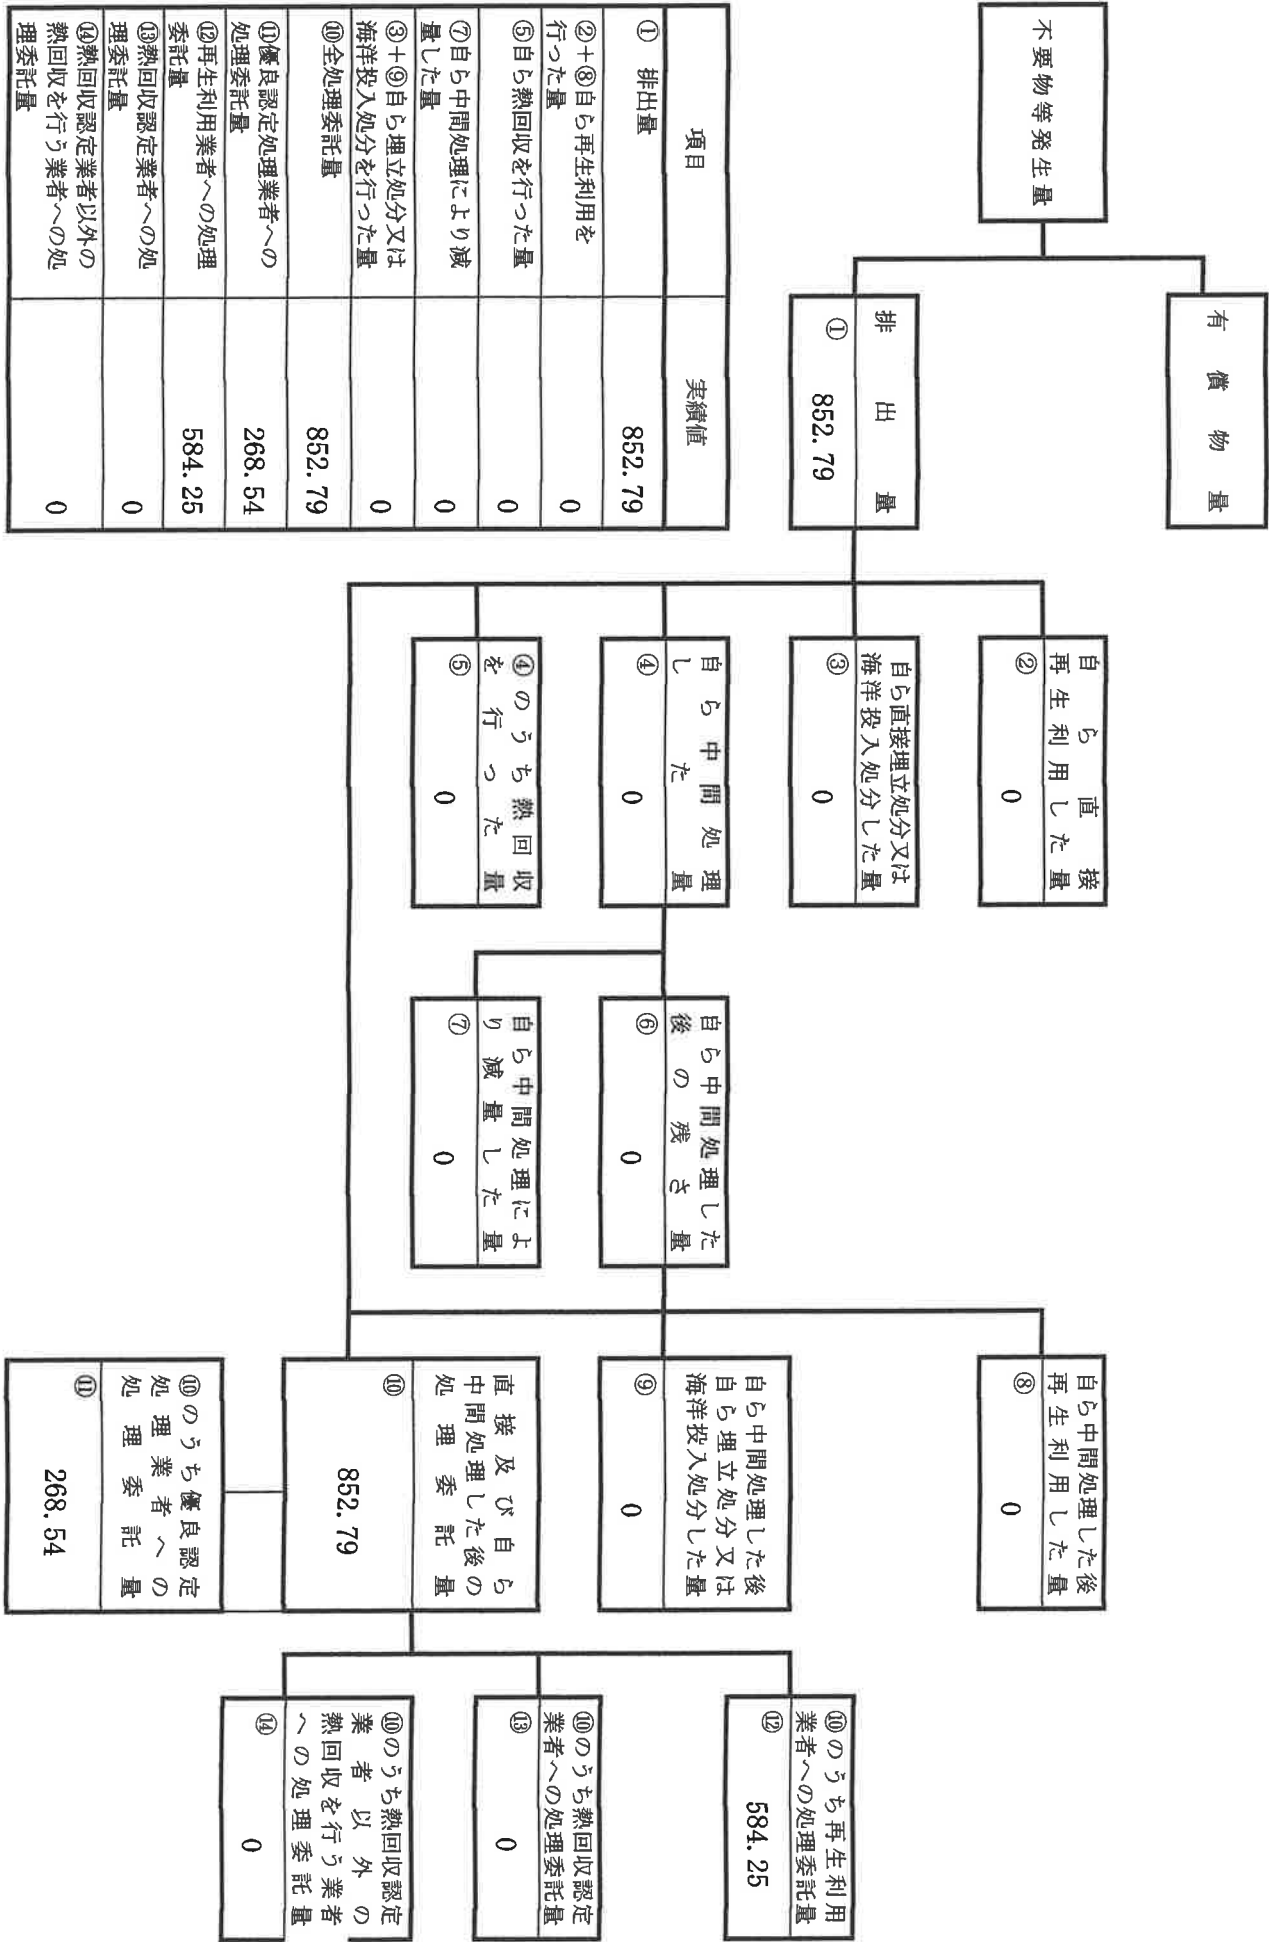 不要物等発生量
有償物量
排出量
① 852.79
自ら直接
再生利用した量
② 0
自ら直接埋立処分又は
海洋投入処分した量
③ 0
自ら中間処理
した量
④ 0
④のうち熱回収
を行った量
⑤ 0
自ら中間処理した
後の残さ量
⑥ 0
自ら中間処理によ
り減量した量
⑦ 0
自ら中間処理した後
再生利用した量
⑧ 0
自ら中間処理した後
自ら埋立処分又は
海洋投入処分した量
⑨ 0
直接及び自ら
中間処理した後の
処理委託量
⑩ 852.79
⑩のうち優良認定
処理業者への
処理委託量
⑪ 268.54
⑩のうち再生利用
業者への処理委託量
⑫ 584.25
⑩のうち熱回収認定
業者への処理委託量
⑬ 0
⑩のうち熱回収認定
業者以外の
熱回収を行う業者
への処理委託量
⑭ 0
項目 実績値
① 排出量 852.79
②+⑧自ら再生利用を
行った量 0
⑤自ら熱回収を行った量 0
⑦自ら中間処理により減
量した量 0
③+⑨自ら埋立処分又は
海洋投入処分を行った量 0
⑩全処理委託量 852.79
⑪優良認定処理業者への
処理委託量 268.54
⑫再生利用業者への処理
委託量 584.25
⑬熱回収認定業者への処
理委託量 0
⑭熱回収認定業者以外の
熱回収を行う業者への処
理委託量 0